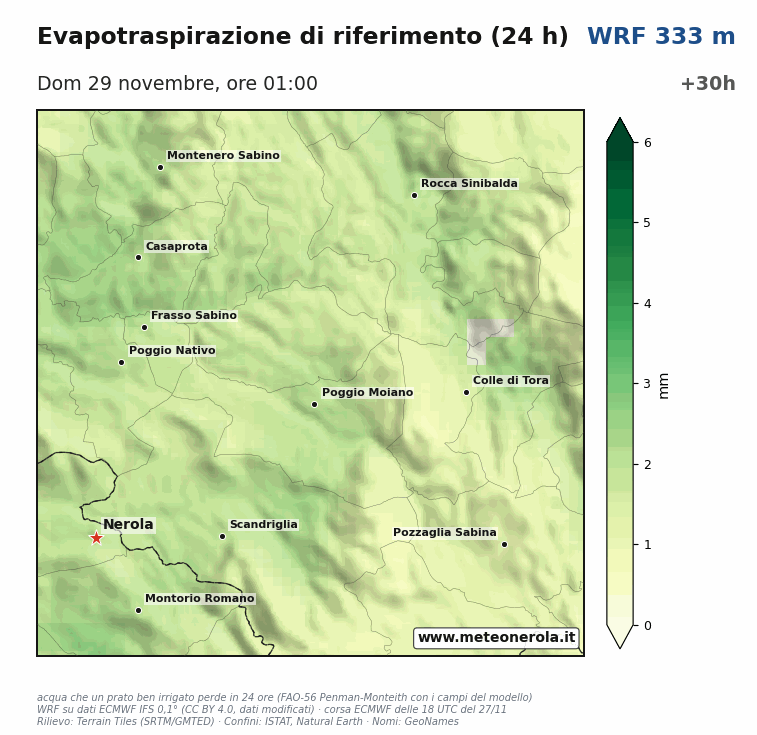 Evapotraspirazione di riferimento (24 h) WRF 333 m
Dom 29 novembre, ore 01:00 +30h
Montenero Sabino
Rocca Sinibalda
Casaprota
Frasso Sabino
Poggio Nativo
Colle di Tora
Poggio Moiano
Nerola
Scandriglia
Pozzaglia Sabina
Montorio Romano
www.meteonerola.it
6
5
4
3
2
1
0
mm
acqua che un prato ben irrigato perde in 24 ore (FAO-56 Penman-Monteith con i campi del modello)
WRF su dati ECMWF IFS 0,1° (CC BY 4.0, dati modificati) · corsa ECMWF delle 18 UTC del 27/11
Rilievo: Terrain Tiles (SRTM/GMTED) · Confini: ISTAT, Natural Earth · Nomi: GeoNames